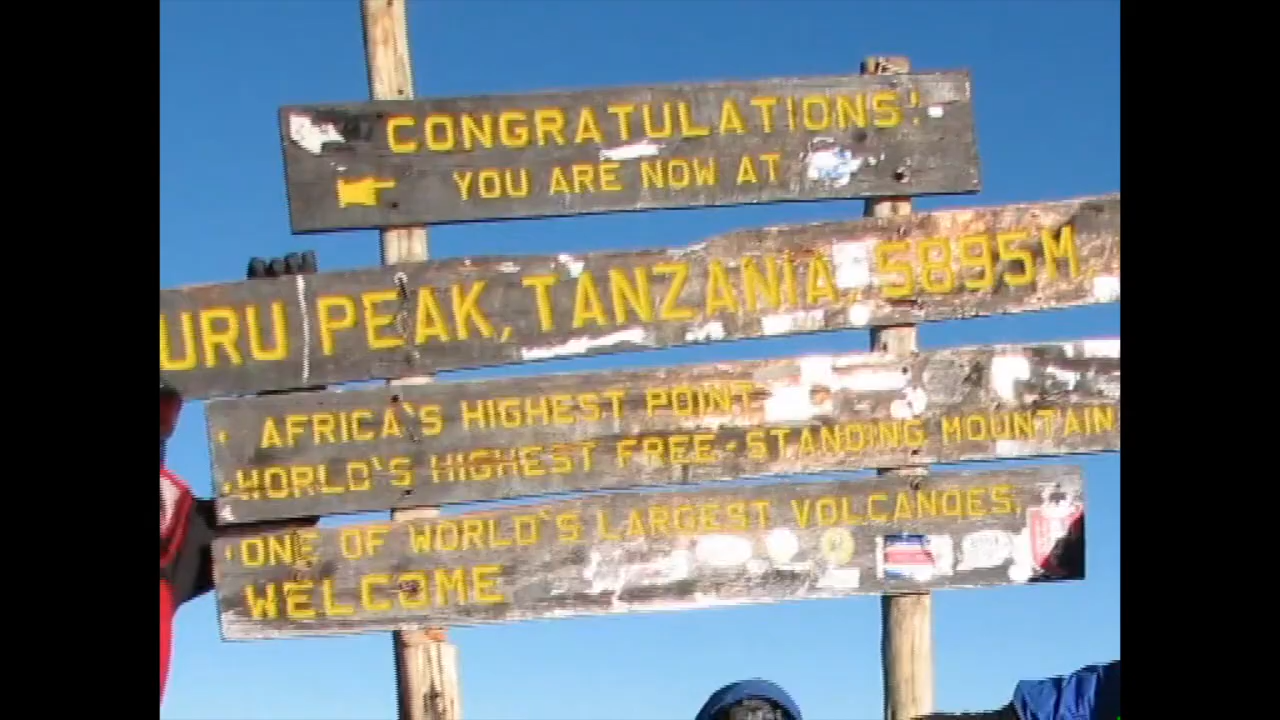 CONGRATULATIONS!
YOU ARE NOW AT
URU PEAK, TANZANIA, 5895M.
• AFRICA'S HIGHEST POINT
• WORLD'S HIGHEST FREE-STANDING MOUNTAIN
• ONE OF WORLD'S LARGEST VOLCANOES.
WELCOME